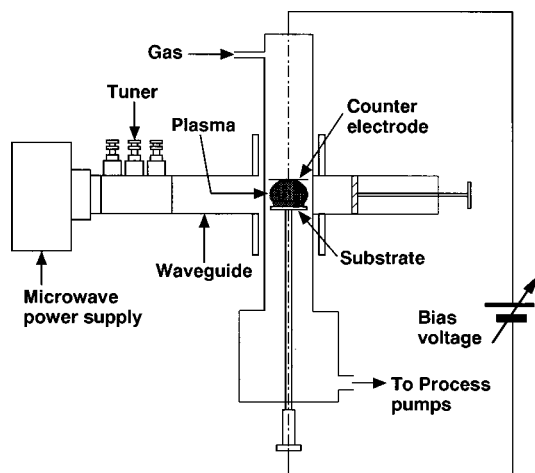 Gas
Tuner
Plasma
Counter
electrode
Waveguide
Substrate
Microwave
power supply
Bias
voltage
To Process
pumps